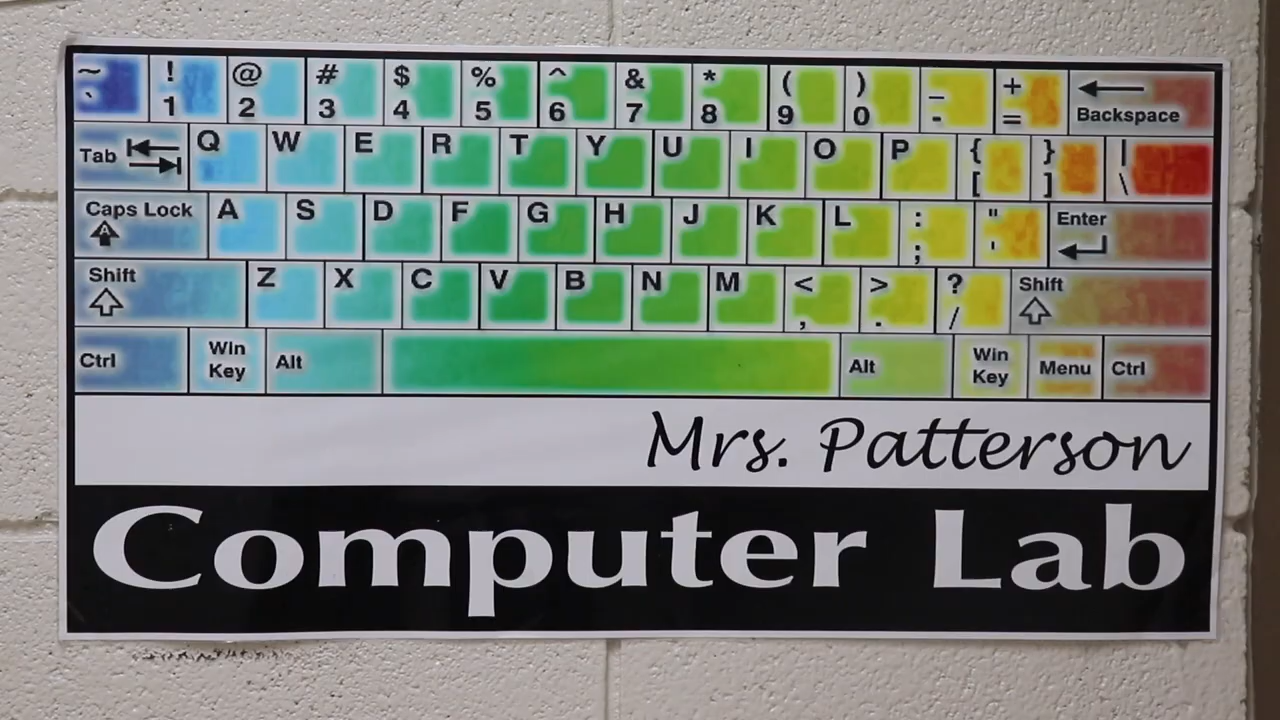 ~ ! @ # $ % ^ & * ( ) _ +
` 1 2 3 4 5 6 7 8 9 0 - = Backspace
Tab Q W E R T Y U I O P { } |
[ ] \
Caps Lock A S D F G H J K L : " Enter
A ; '
Shift Z X C V B N M < > ? Shift
, . /
Ctrl Win Key Alt Alt Win Key Menu Ctrl
Mrs. Patterson
Computer Lab